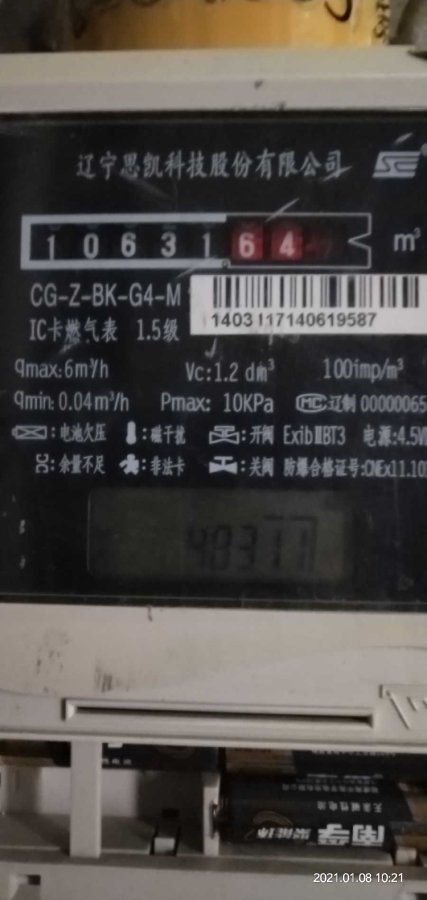 辽宁思凯科技股份有限公司
1 0 6 3 1 6 4
m³
CG-Z-BK-G4-M
IC卡燃气表 1.5级
1403117140619587
qmax:6m³/h Vc:1.2 dm³ 100imp/m³
qmin:0.04m³/h Pmax: 10KPa MC 辽制 00000065
:电池欠压 :磁干扰 :开阀 ExibⅡBT3 电源:4.5V
:余量不足 :非法卡 :关阀 防爆合格证号:CNEx11.10
南孚
2021.01.08 10:21